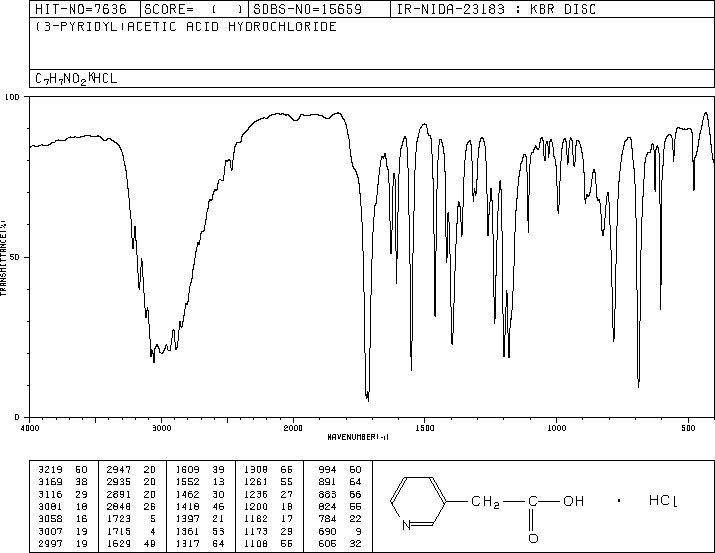 HIT-NO=7636 SCORE= ( ) SDBS-NO=15659 IR-NIDA-23183 : KBR DISC
(3-PYRIDYL)ACETIC ACID HYDROCHLORIDE
C7H7NO2·HCL
100
50
0
TRANSMITTANCE(%)
4000 3000 2000 1500 1000 500
WAVENUMBER(-1)
3219 50 2947 20 1609 39 1308 66 994 60
3169 38 2935 20 1552 13 1261 55 891 64
3116 29 2891 20 1462 30 1236 27 883 66
3081 18 2848 26 1418 46 1200 18 824 55
3058 16 1723 5 1397 21 1182 17 784 22
3007 19 1715 4 1361 53 1173 29 690 9
2997 19 1629 49 1317 64 1108 55 605 32
CH2 C OH · HCL
N O